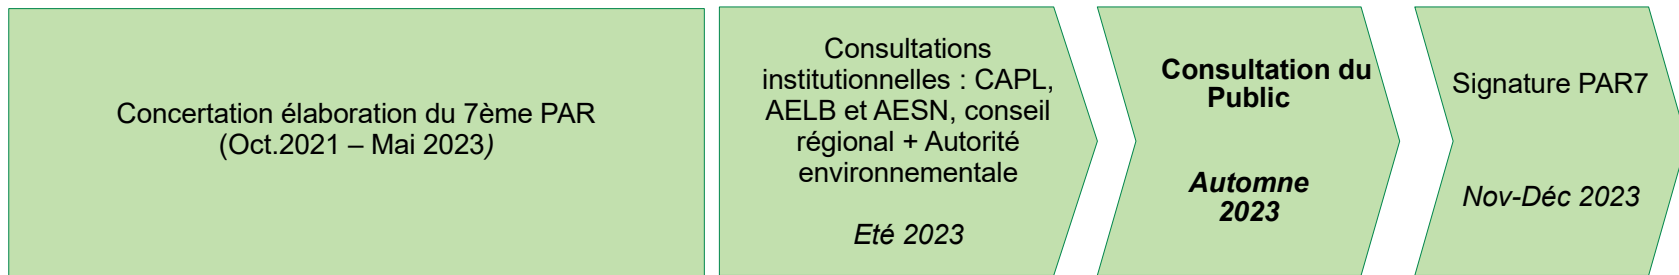 Concertation élaboration du 7ème PAR
(Oct.2021 – Mai 2023)
Consultations
institutionnelles : CAPL,
AELB et AESN, conseil
régional + Autorité
environnementale
Eté 2023
Consultation du
Public
Automne
2023
Signature PAR7
Nov-Déc 2023